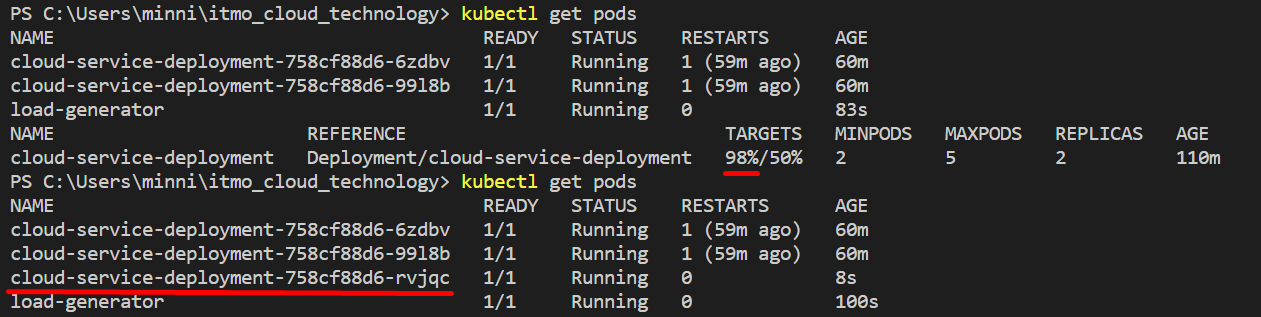 PS C:\Users\minni\itmo_cloud_technology> kubectl get pods
NAME READY STATUS RESTARTS AGE
cloud-service-deployment-758cf88d6-6zdbv 1/1 Running 1 (59m ago) 60m
cloud-service-deployment-758cf88d6-99l8b 1/1 Running 1 (59m ago) 60m
load-generator 1/1 Running 0 83s
NAME REFERENCE TARGETS MINPODS MAXPODS REPLICAS AGE
cloud-service-deployment Deployment/cloud-service-deployment 98%/50% 2 5 2 110m
PS C:\Users\minni\itmo_cloud_technology> kubectl get pods
NAME READY STATUS RESTARTS AGE
cloud-service-deployment-758cf88d6-6zdbv 1/1 Running 1 (59m ago) 60m
cloud-service-deployment-758cf88d6-99l8b 1/1 Running 1 (59m ago) 60m
cloud-service-deployment-758cf88d6-rvjqc 1/1 Running 0 8s
load-generator 1/1 Running 0 100s